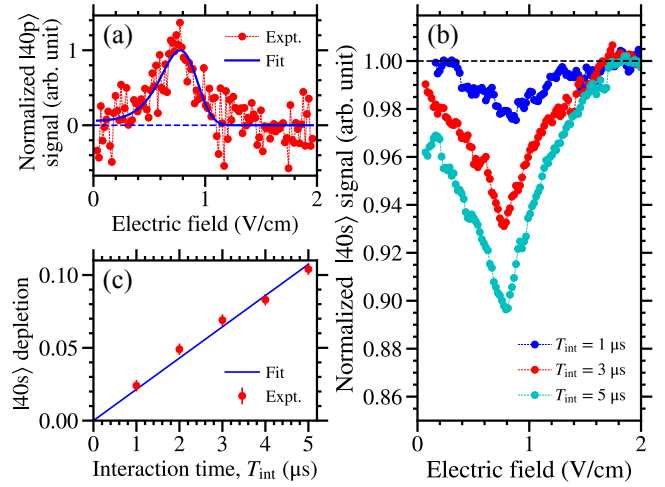 (a)
Expt.
Fit
Normalized |40p⟩
signal (arb. unit)
1
0
0
1
2
Electric field (V/cm)
(b)
Normalized |40s⟩ signal (arb. unit)
1.00
0.98
0.96
0.94
0.92
0.90
0.88
0.86
T_int = 1 μs
T_int = 3 μs
T_int = 5 μs
0
1
2
Electric field (V/cm)
(c)
|40s⟩ depletion
0.10
0.05
0.00
Fit
Expt.
0
1
2
3
4
5
Interaction time, T_int (μs)